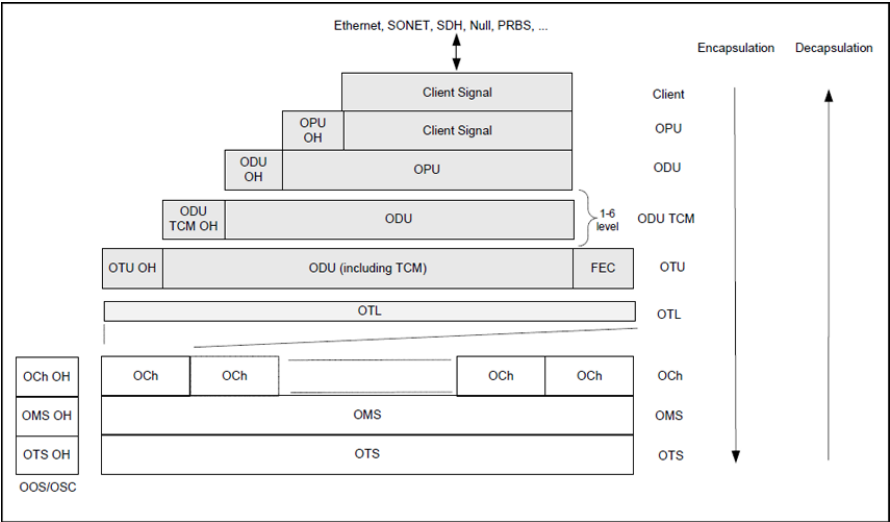 Ethernet, SONET, SDH, Null, PRBS, ...
Encapsulation
Decapsulation
Client Signal
Client
OPU
OH
Client Signal
OPU
ODU
OH
OPU
ODU
ODU
TCM OH
ODU
1-6
level
ODU TCM
OTU OH
ODU (including TCM)
FEC
OTU
OTL
OTL
OCh OH
OCh
OCh
OCh
OCh
OCh
OMS OH
OMS
OMS
OTS OH
OTS
OTS
OOS/OSC